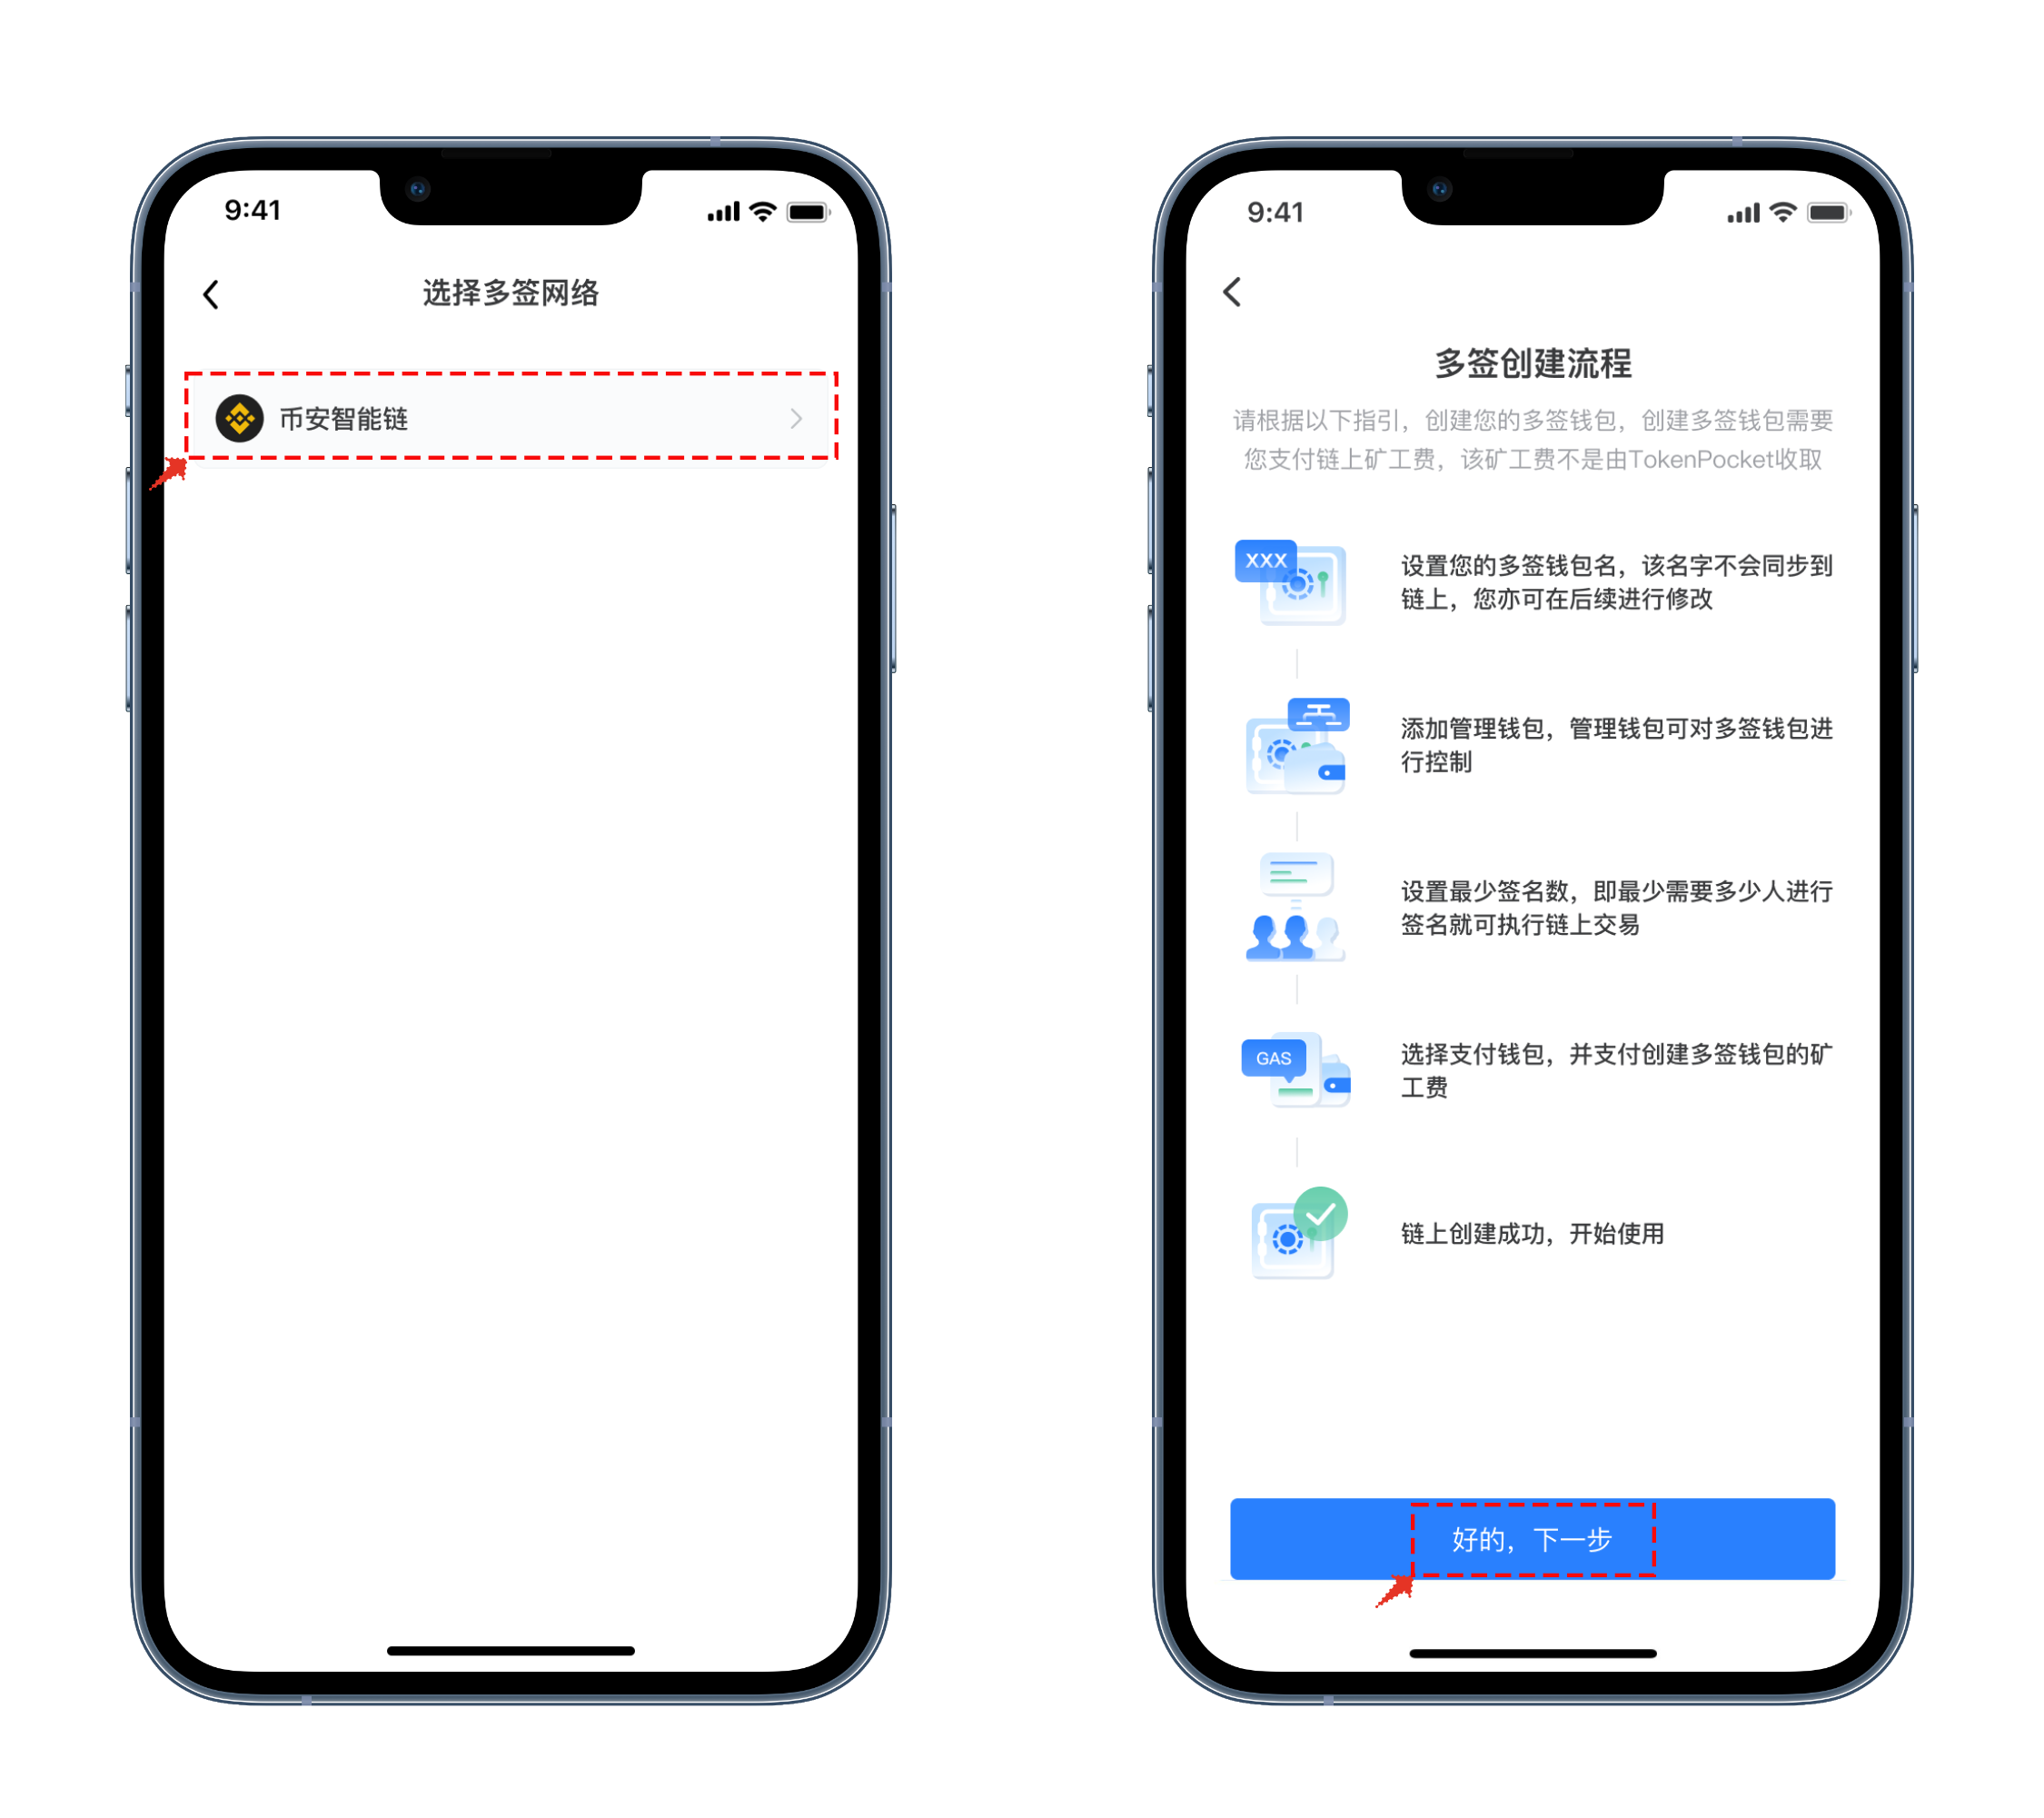 9:41
选择多签网络
币安智能链
9:41
多签创建流程
请根据以下指引，创建您的多签钱包，创建多签钱包需要
您支付链上矿工费，该矿工费不是由TokenPocket收取
XXX
设置您的多签钱包名，该名字不会同步到
链上，您亦可在后续进行修改
添加管理钱包，管理钱包可对多签钱包进
行控制
设置最少签名数，即最少需要多少人进行
签名就可执行链上交易
GAS
选择支付钱包，并支付创建多签钱包的矿
工费
链上创建成功，开始使用
好的，下一步